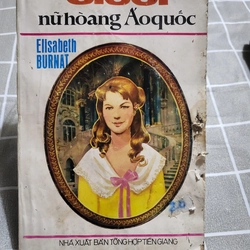 nữ hoàng Áo quốc
Elisabeth
BURNAT
NHÀ XUẤT BẢN TỔNG HỢP TIỀN GIANG